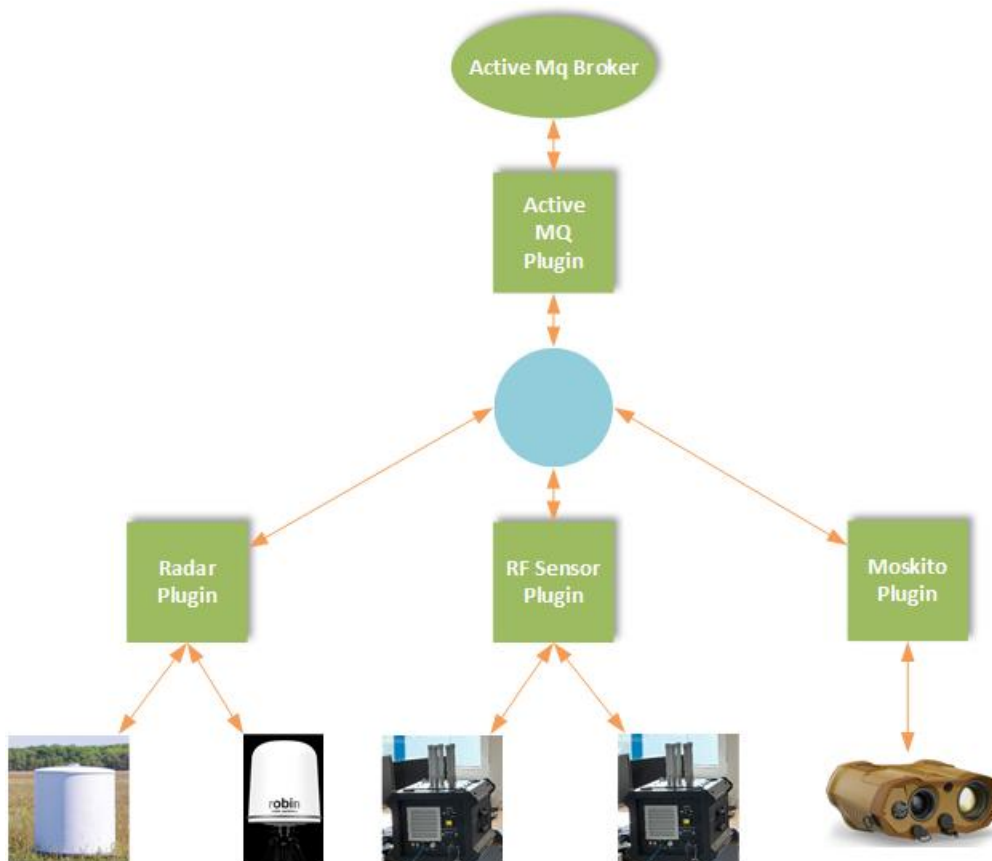 Active Mq Broker
Active
MQ
Plugin
Radar
Plugin
RF Sensor
Plugin
Moskito
Plugin
robin